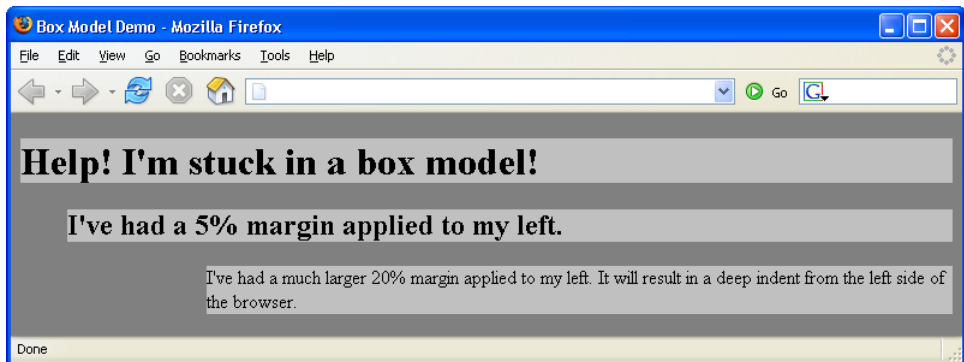 Box Model Demo - Mozilla Firefox
File Edit View Go Bookmarks Tools Help
Go G
Help! I'm stuck in a box model!
I've had a 5% margin applied to my left.
I've had a much larger 20% margin applied to my left. It will result in a deep indent from the left side of
the browser.
Done